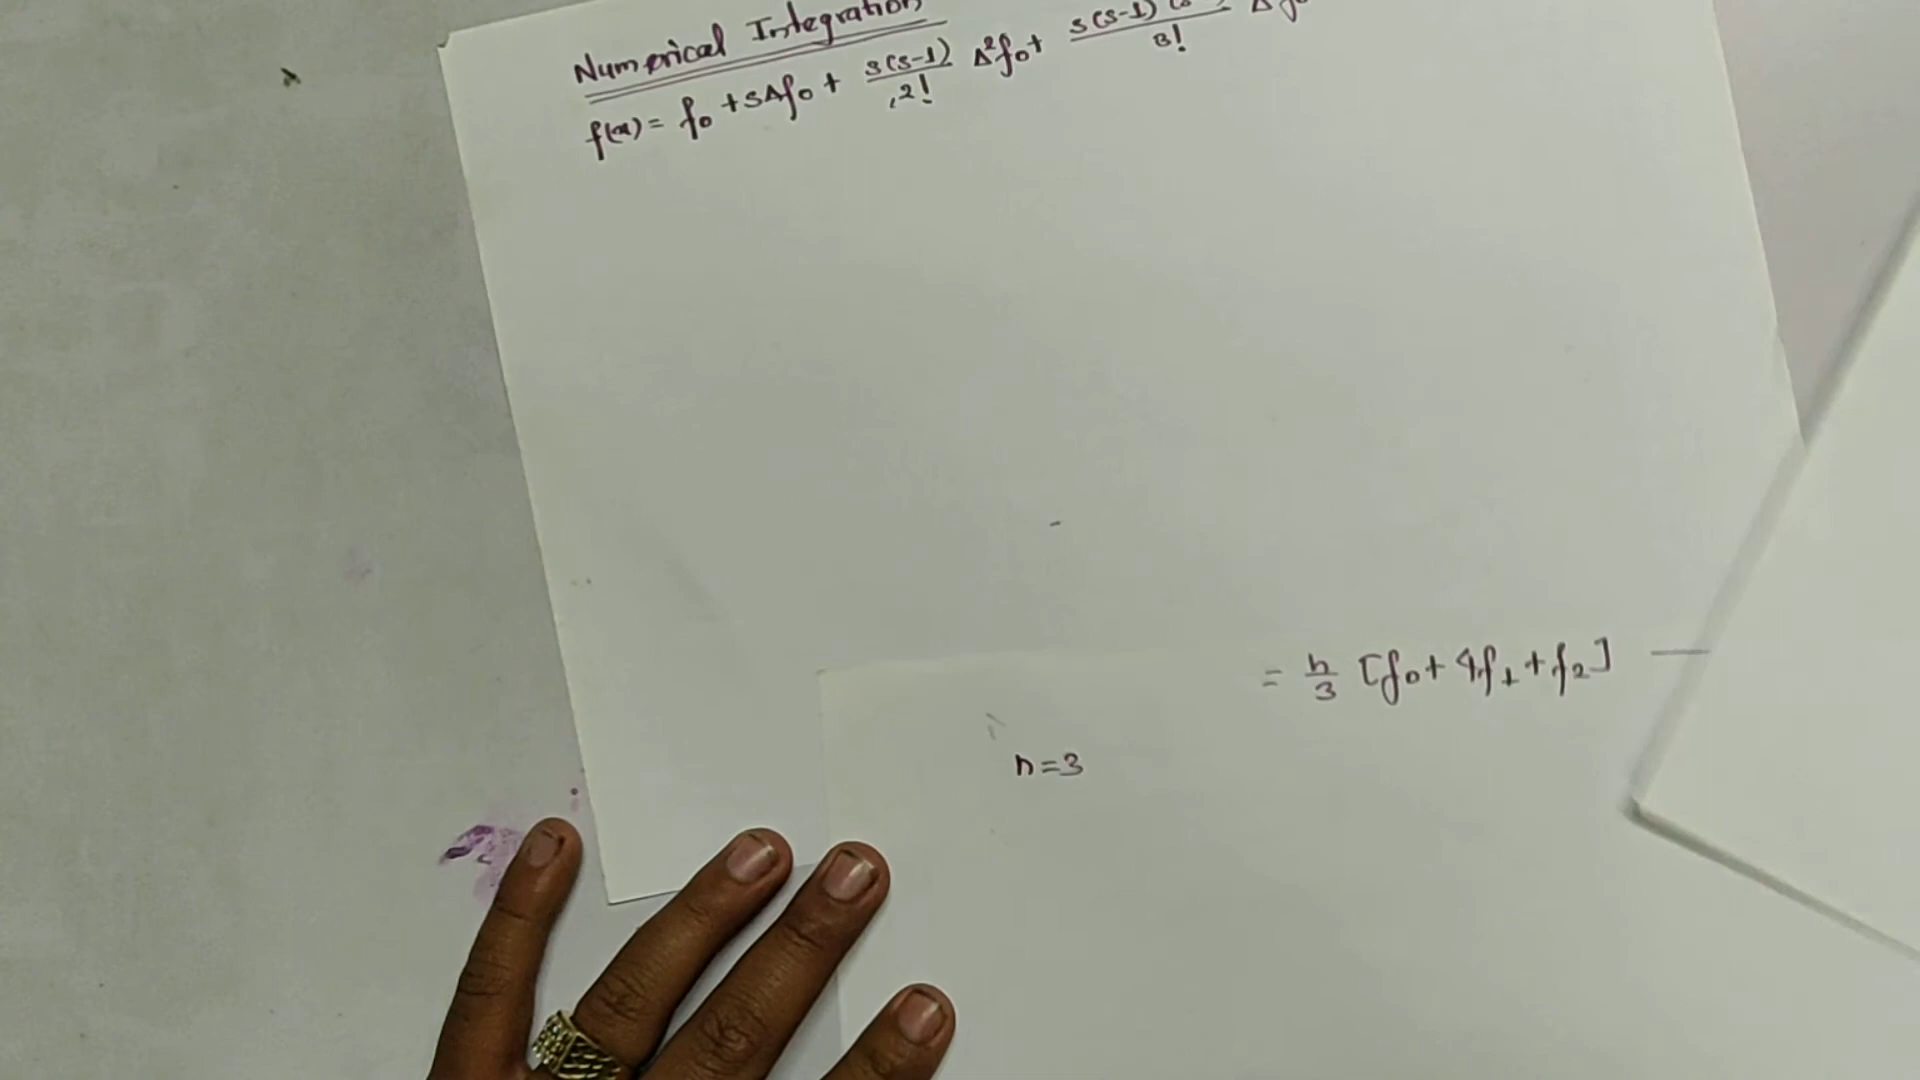 Numerical Integration
f(x) = f₀ + SΔf₀ + S(S-1)/2! Δ²f₀ + S(S-1)/3!
= h/3 [f₀ + 4f₁ + f₂]
n=3